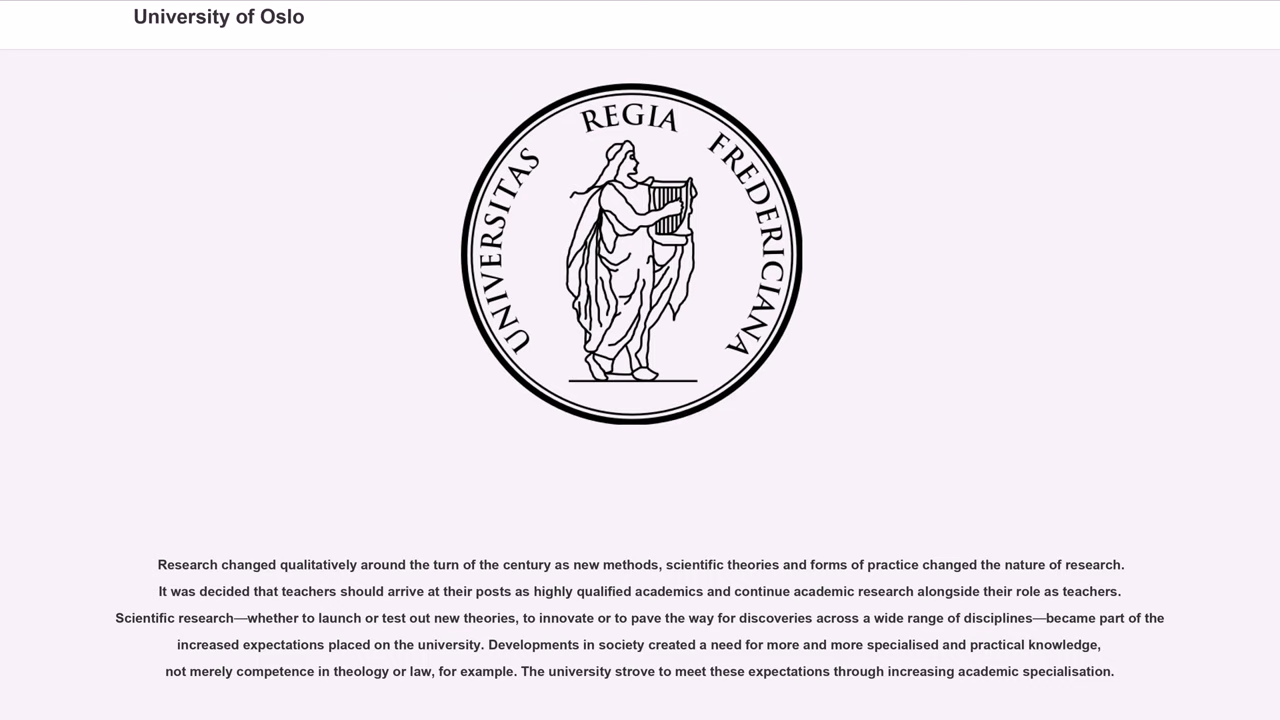 University of Oslo
UNIVERSITAS REGIA FREDERICIANA
Research changed qualitatively around the turn of the century as new methods, scientific theories and forms of practice changed the nature of research.
It was decided that teachers should arrive at their posts as highly qualified academics and continue academic research alongside their role as teachers.
Scientific research—whether to launch or test out new theories, to innovate or to pave the way for discoveries across a wide range of disciplines—became part of the
increased expectations placed on the university. Developments in society created a need for more and more specialised and practical knowledge,
not merely competence in theology or law, for example. The university strove to meet these expectations through increasing academic specialisation.